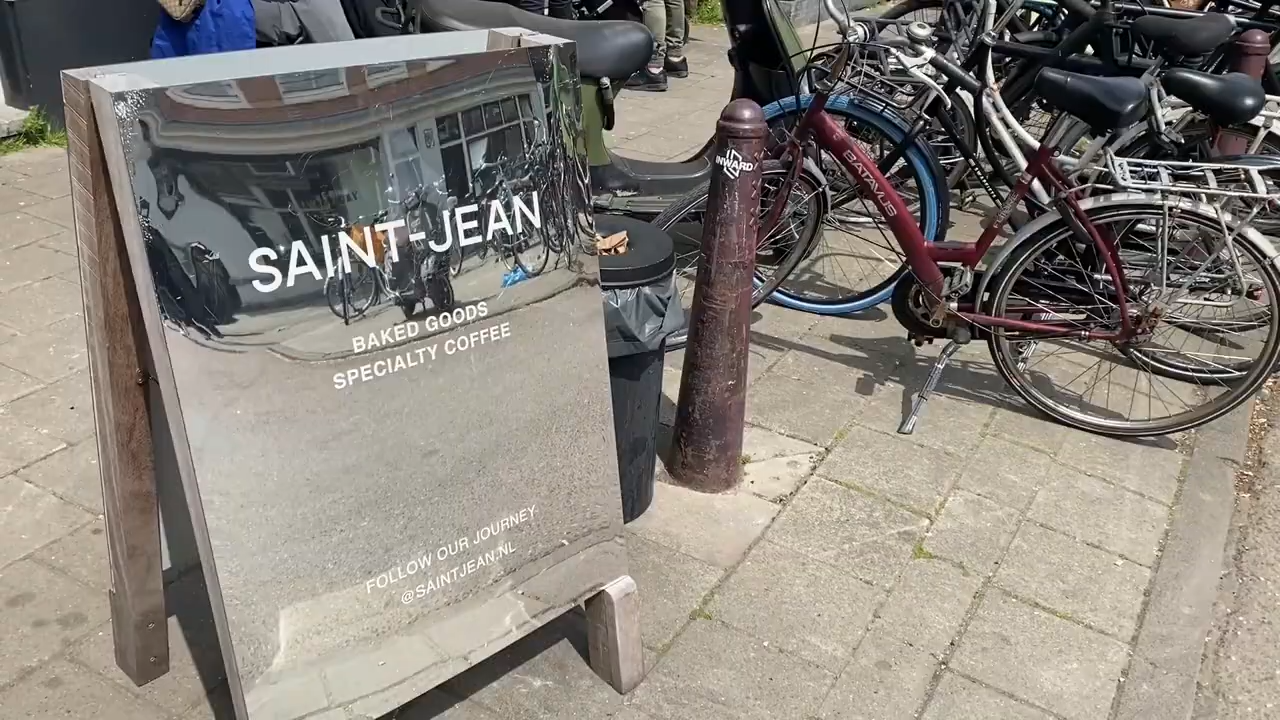 SAINT-JEAN
BAKED GOODS
SPECIALTY COFFEE
FOLLOW OUR JOURNEY
@SAINTJEAN.NL
INWARD
BATAVUS